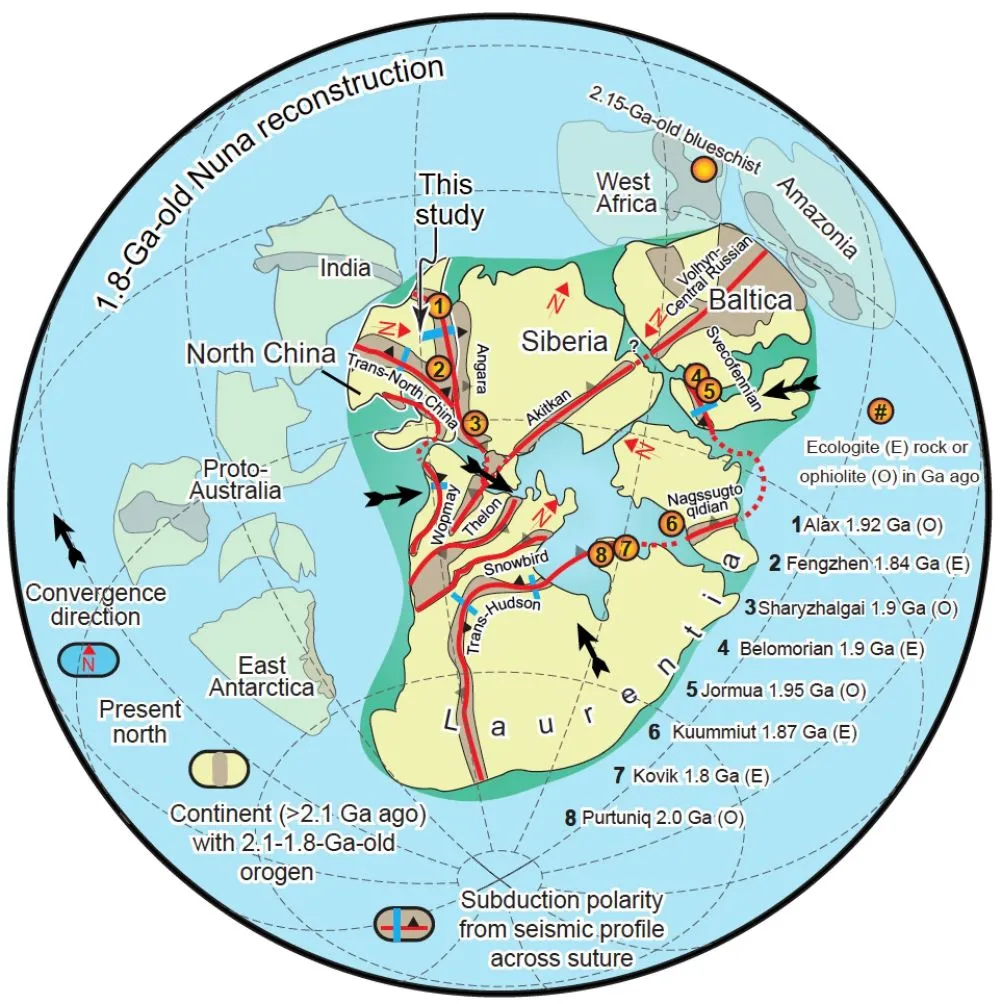 1.8-Ga-old Nuna reconstruction
2.15-Ga-old blueschist
West
Africa
Amazonia
This
study
India
Volhyn-
Central Russian
Baltica
1
N
N
N
Siberia
North China
?
Svecofennian
Trans-North China
2
Angara
4
5
Akitkan
3
#
N
Ecologite (E) rock or
ophiolite (O) in Ga ago
Proto-
Australia
Wopmay
Thelon
N
Nagssugto
qidian
6
1 Alax 1.92 Ga (O)
8
7
Snowbird
2 Fengzhen 1.84 Ga (E)
Convergence
direction
Trans-Hudson
3 Sharyzhalgai 1.9 Ga (O)
4 Belomorian 1.9 Ga (E)
N
East
Antarctica
Present
north
Laurentia
5 Jormua 1.95 Ga (O)
6 Kuummiut 1.87 Ga (E)
7 Kovik 1.8 Ga (E)
8 Purtuniq 2.0 Ga (O)
Continent (>2.1 Ga ago)
with 2.1-1.8-Ga-old
orogen
Subduction polarity
from seismic profile
across suture